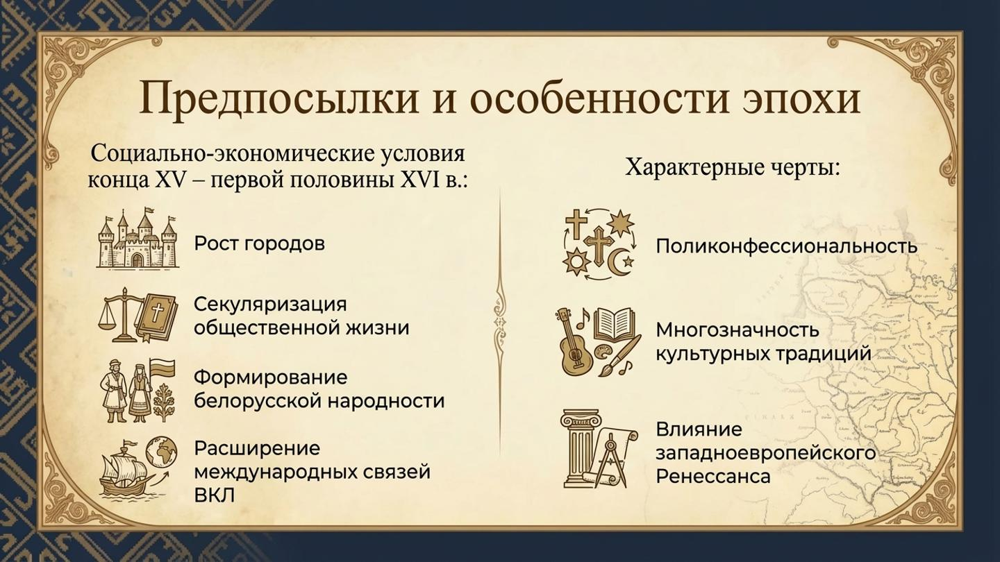 Предпосылки и особенности эпохи
Социально-экономические условия
конца XV – первой половины XVI в.:
Рост городов
Секуляризация
общественной жизни
Формирование
белорусской народности
Расширение
международных связей
ВКЛ
Характерные черты:
Поликонфессиональность
Многозначность
культурных традиций
Влияние
западноевропейского
Ренессанса